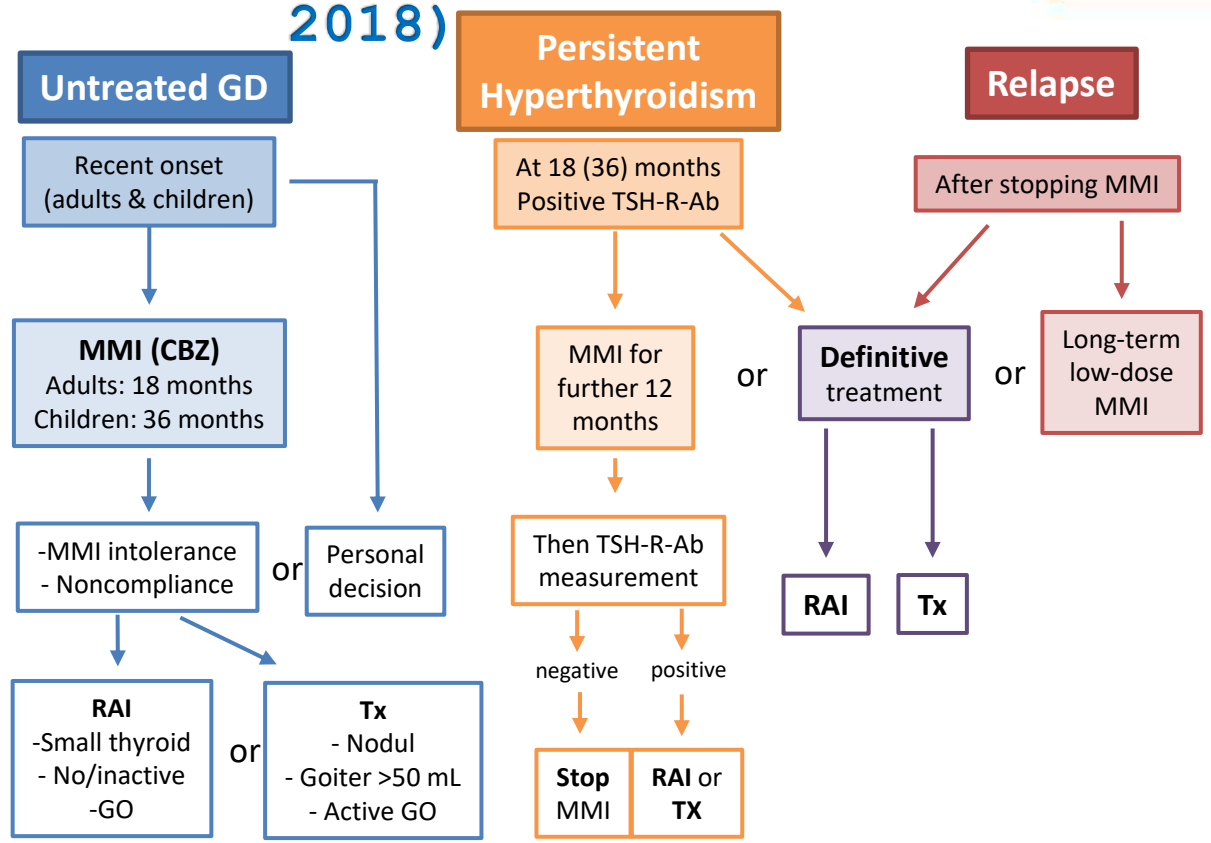 2018)
Untreated GD
Recent onset
(adults & children)
MMI (CBZ)
Adults: 18 months
Children: 36 months
-MMI intolerance
- Noncompliance
or
Personal
decision
RAI
-Small thyroid
- No/inactive
-GO
or
Tx
- Nodul
- Goiter >50 mL
- Active GO
Persistent
Hyperthyroidism
At 18 (36) months
Positive TSH-R-Ab
MMI for
further 12
months
or
Definitive
treatment
or
Then TSH-R-Ab
measurement
negative
positive
Stop
MMI
RAI or
TX
RAI
Tx
Relapse
After stopping MMI
Long-term
low-dose
MMI